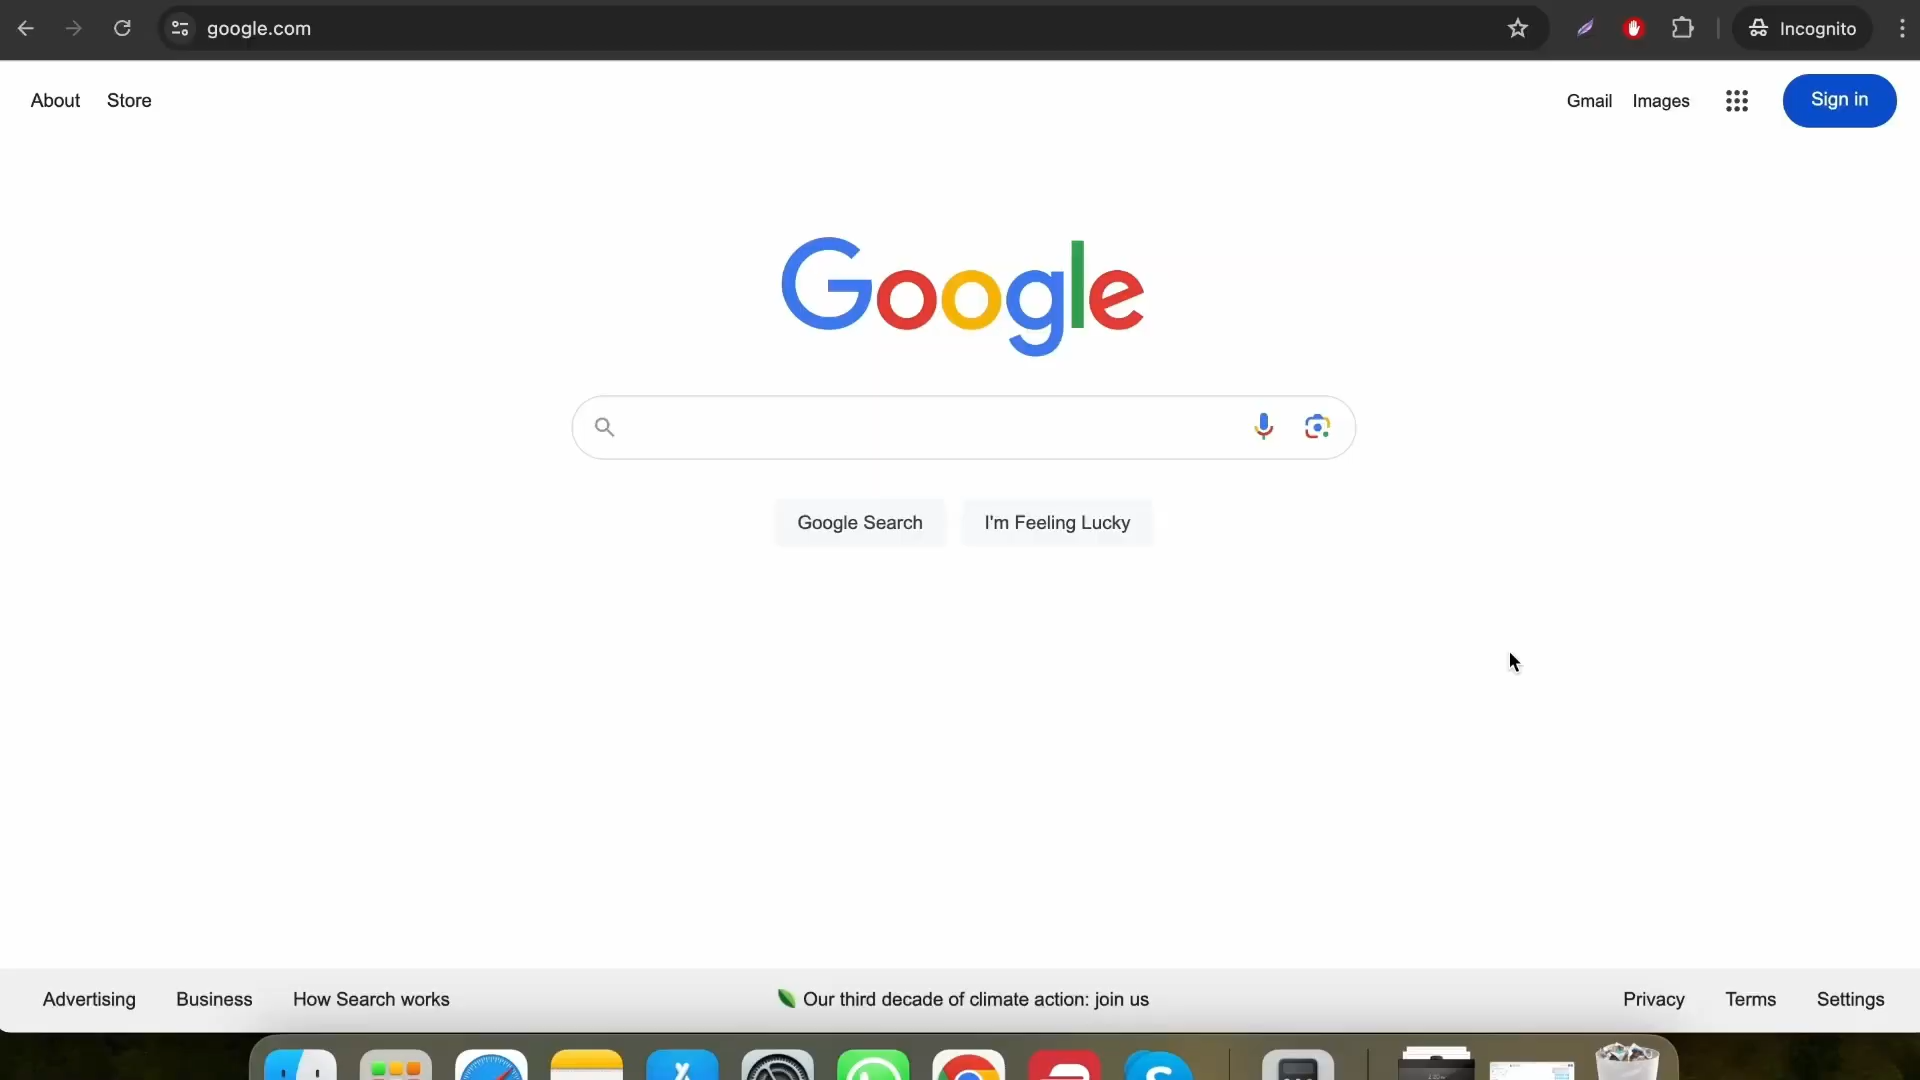 google.com
Incognito
About Store
Gmail Images Sign in
Google
Google Search I'm Feeling Lucky
Advertising Business How Search works Our third decade of climate action: join us Privacy Terms Settings